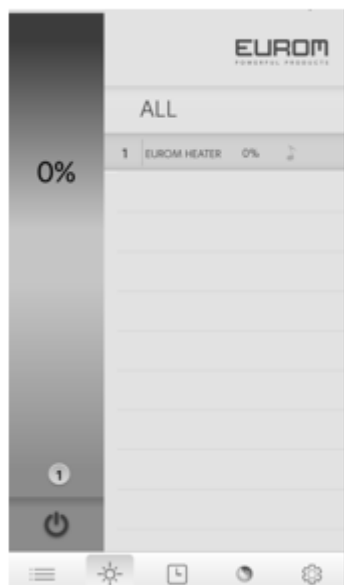 EUROM
POWERFUL PRODUCTS
ALL
1 EUROM HEATER 0%
0%
1